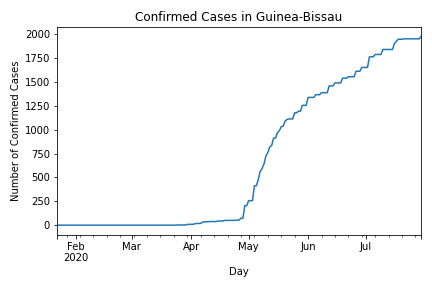 Confirmed Cases in Guinea-Bissau
2000
1750
1500
1250
1000
750
500
250
0
Number of Confirmed Cases
Feb Mar Apr May Jun Jul
2020
Day